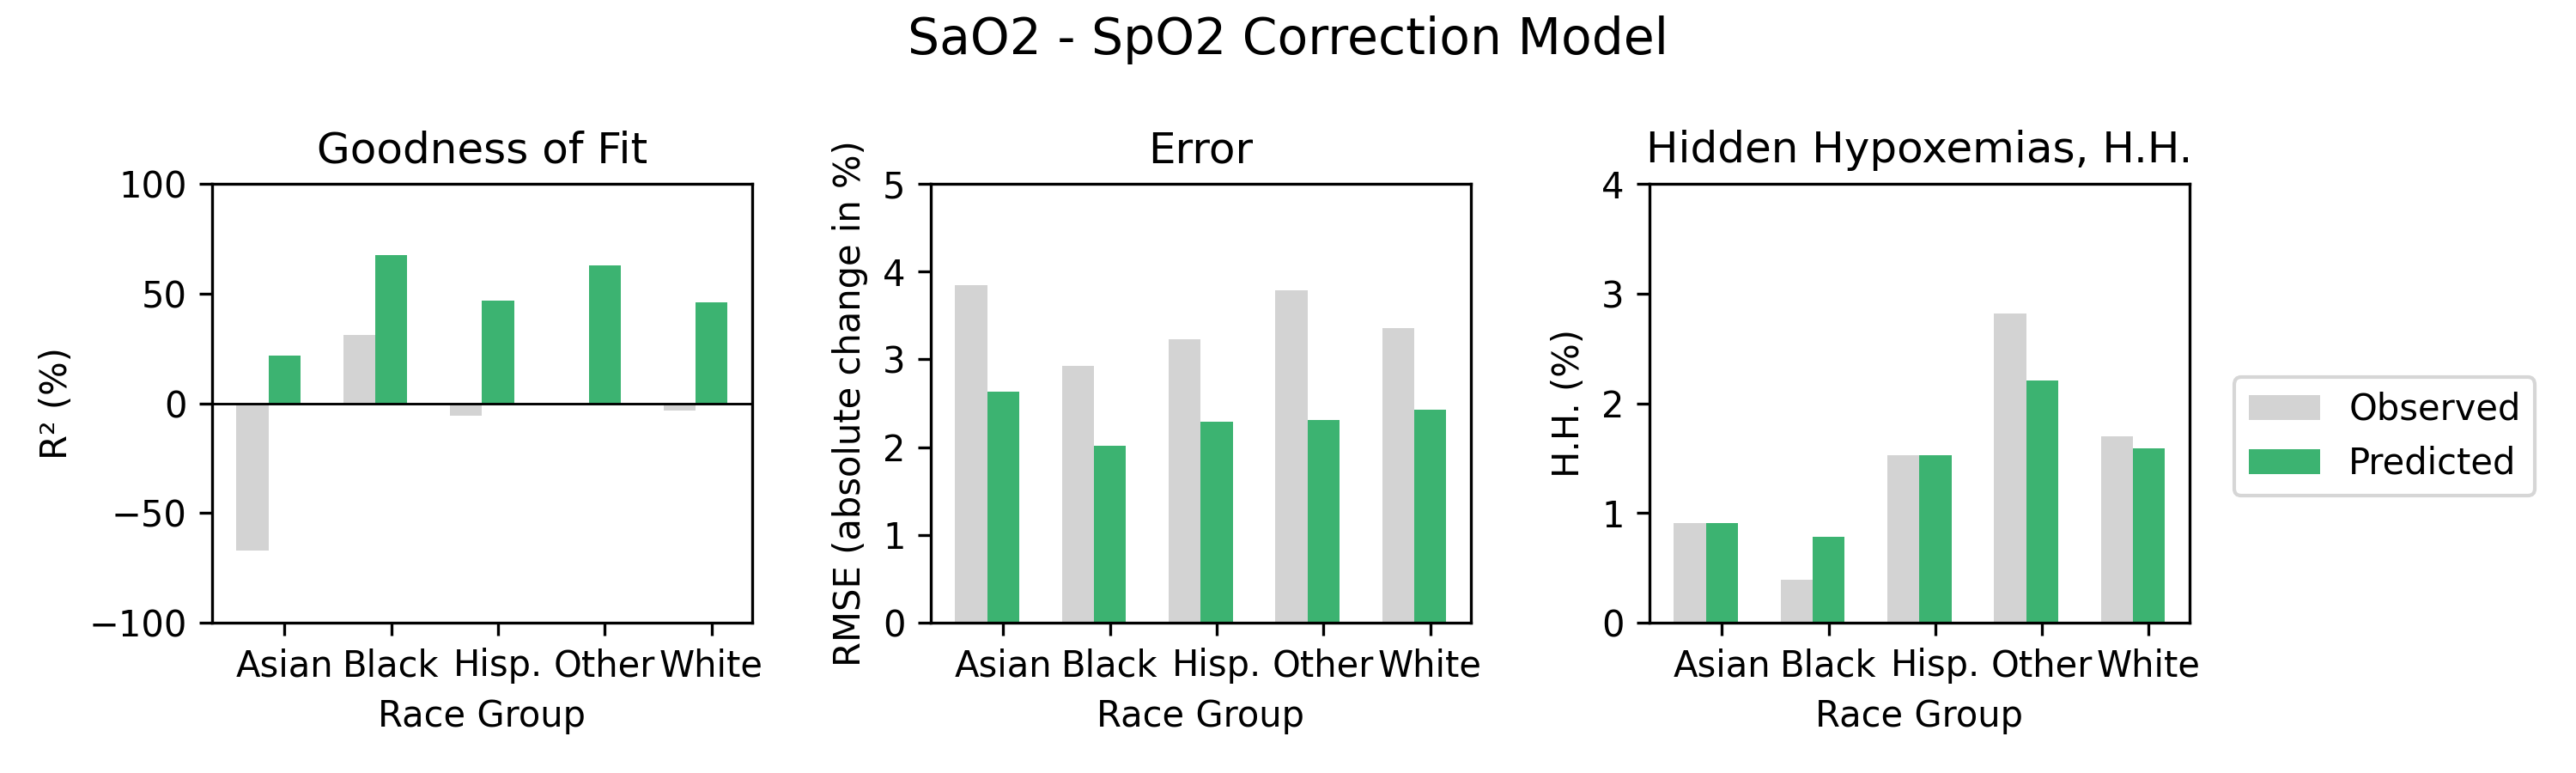 SaO2 - SpO2 Correction Model
Goodness of Fit
R² (%)
100
50
0
−50
−100
Asian Black Hisp. Other White
Race Group
Error
RMSE (absolute change in %)
5
4
3
2
1
0
Asian Black Hisp. Other White
Race Group
Hidden Hypoxemias, H.H.
H.H. (%)
4
3
2
1
0
Asian Black Hisp. Other White
Race Group
Observed
Predicted